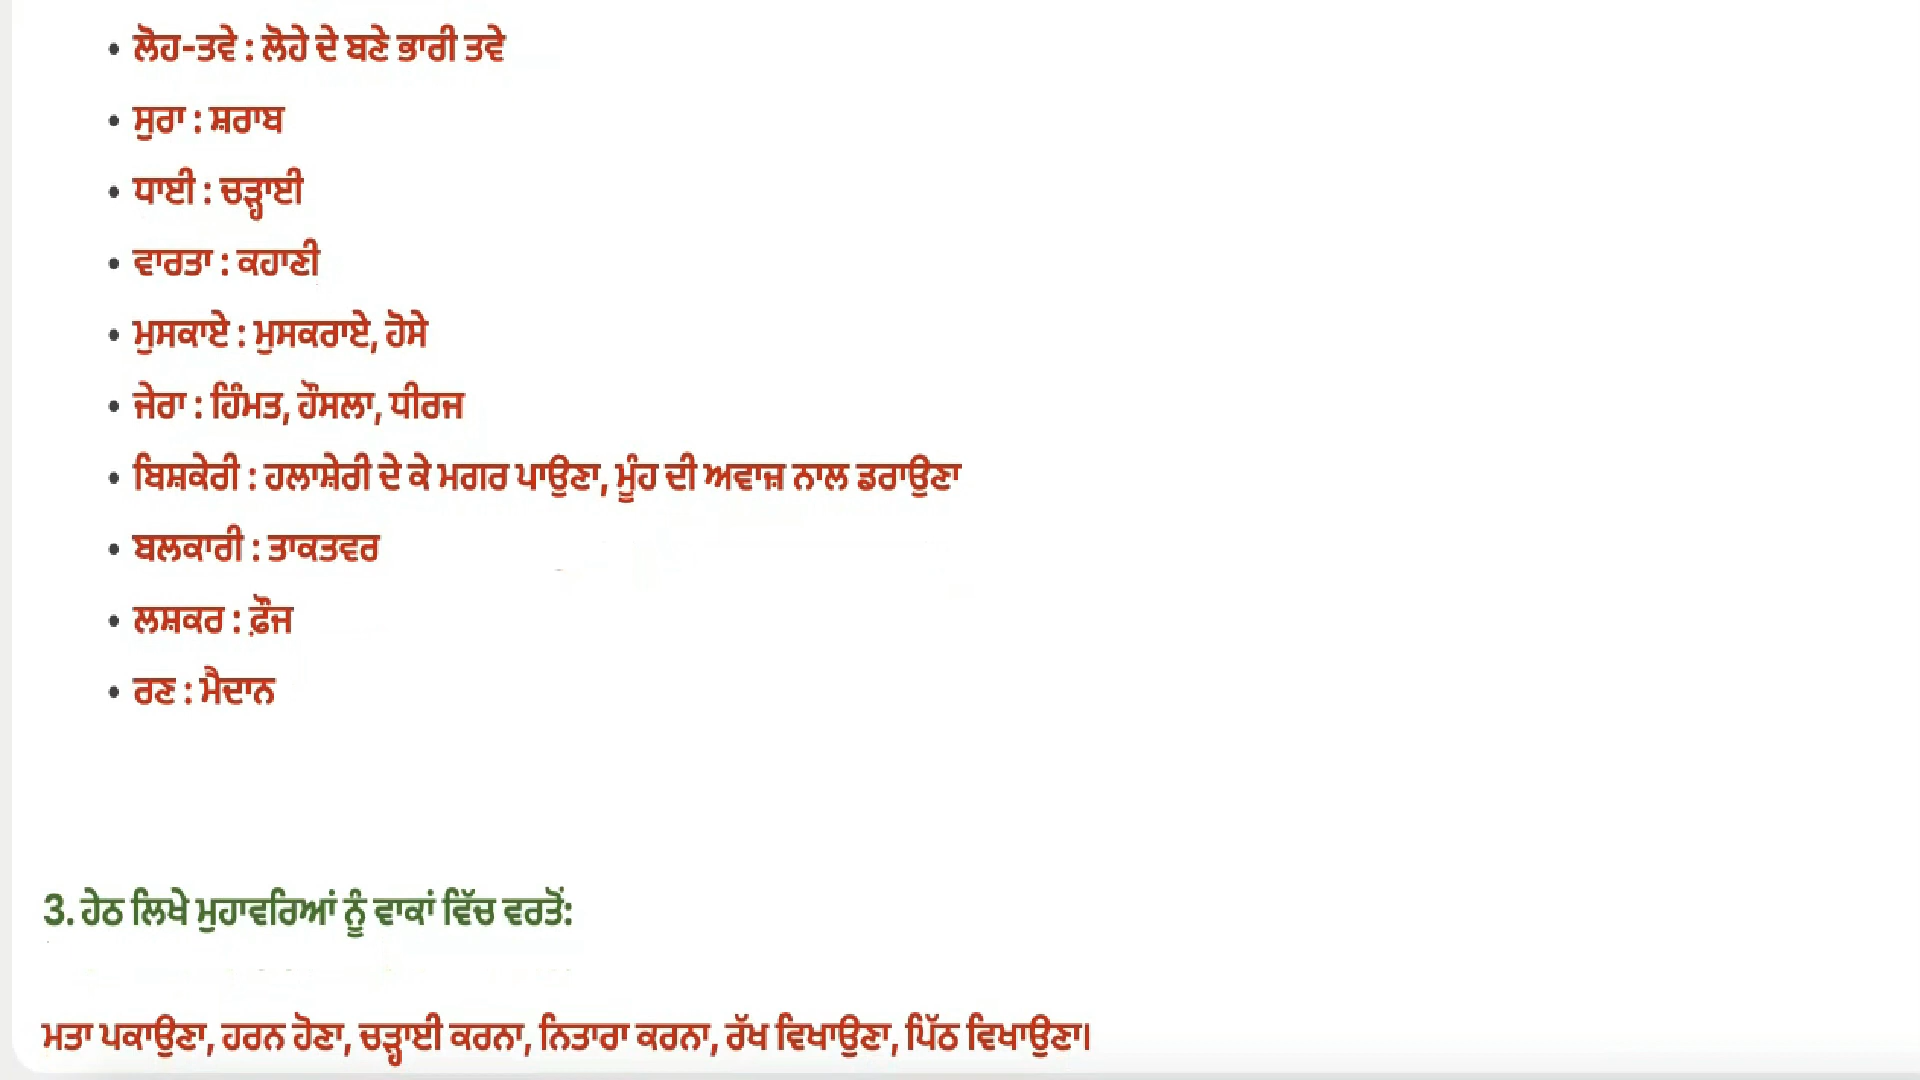 • ਲੋਹ-ਤਵੇ : ਲੋਹੇ ਦੇ ਬਣੇ ਭਾਰੀ ਤਵੇ
• ਸੁਰਾ : ਸ਼ਰਾਬ
• ਧਾਈ : ਚੜ੍ਹਾਈ
• ਵਾਰਤਾ : ਕਹਾਣੀ
• ਮੁਸਕਾਏ : ਮੁਸਕਰਾਏ, ਹੋਸੇ
• ਜੇਰਾ : ਹਿੰਮਤ, ਹੌਸਲਾ, ਧੀਰਜ
• ਬਿਸ਼ਕੇਰੀ : ਹਲਾਸ਼ੇਰੀ ਦੇ ਕੇ ਮਗਰ ਪਾਉਣਾ, ਮੂੰਹ ਦੀ ਅਵਾਜ਼ ਨਾਲ ਡਰਾਉਣਾ
• ਬਲਕਾਰੀ : ਤਾਕਤਵਰ
• ਲਸ਼ਕਰ : ਫ਼ੌਜ
• ਰਣ : ਮੈਦਾਨ
3. ਹੇਠ ਲਿਖੇ ਮੁਹਾਵਰਿਆਂ ਨੂੰ ਵਾਕਾਂ ਵਿੱਚ ਵਰਤੋਂ:
ਮਤਾ ਪਕਾਉਣਾ, ਹਰਨ ਹੋਣਾ, ਚੜ੍ਹਾਈ ਕਰਨਾ, ਨਿਤਾਰਾ ਕਰਨਾ, ਰੱਖ ਵਿਖਾਉਣਾ, ਪਿੱਠ ਵਿਖਾਉਣਾ।